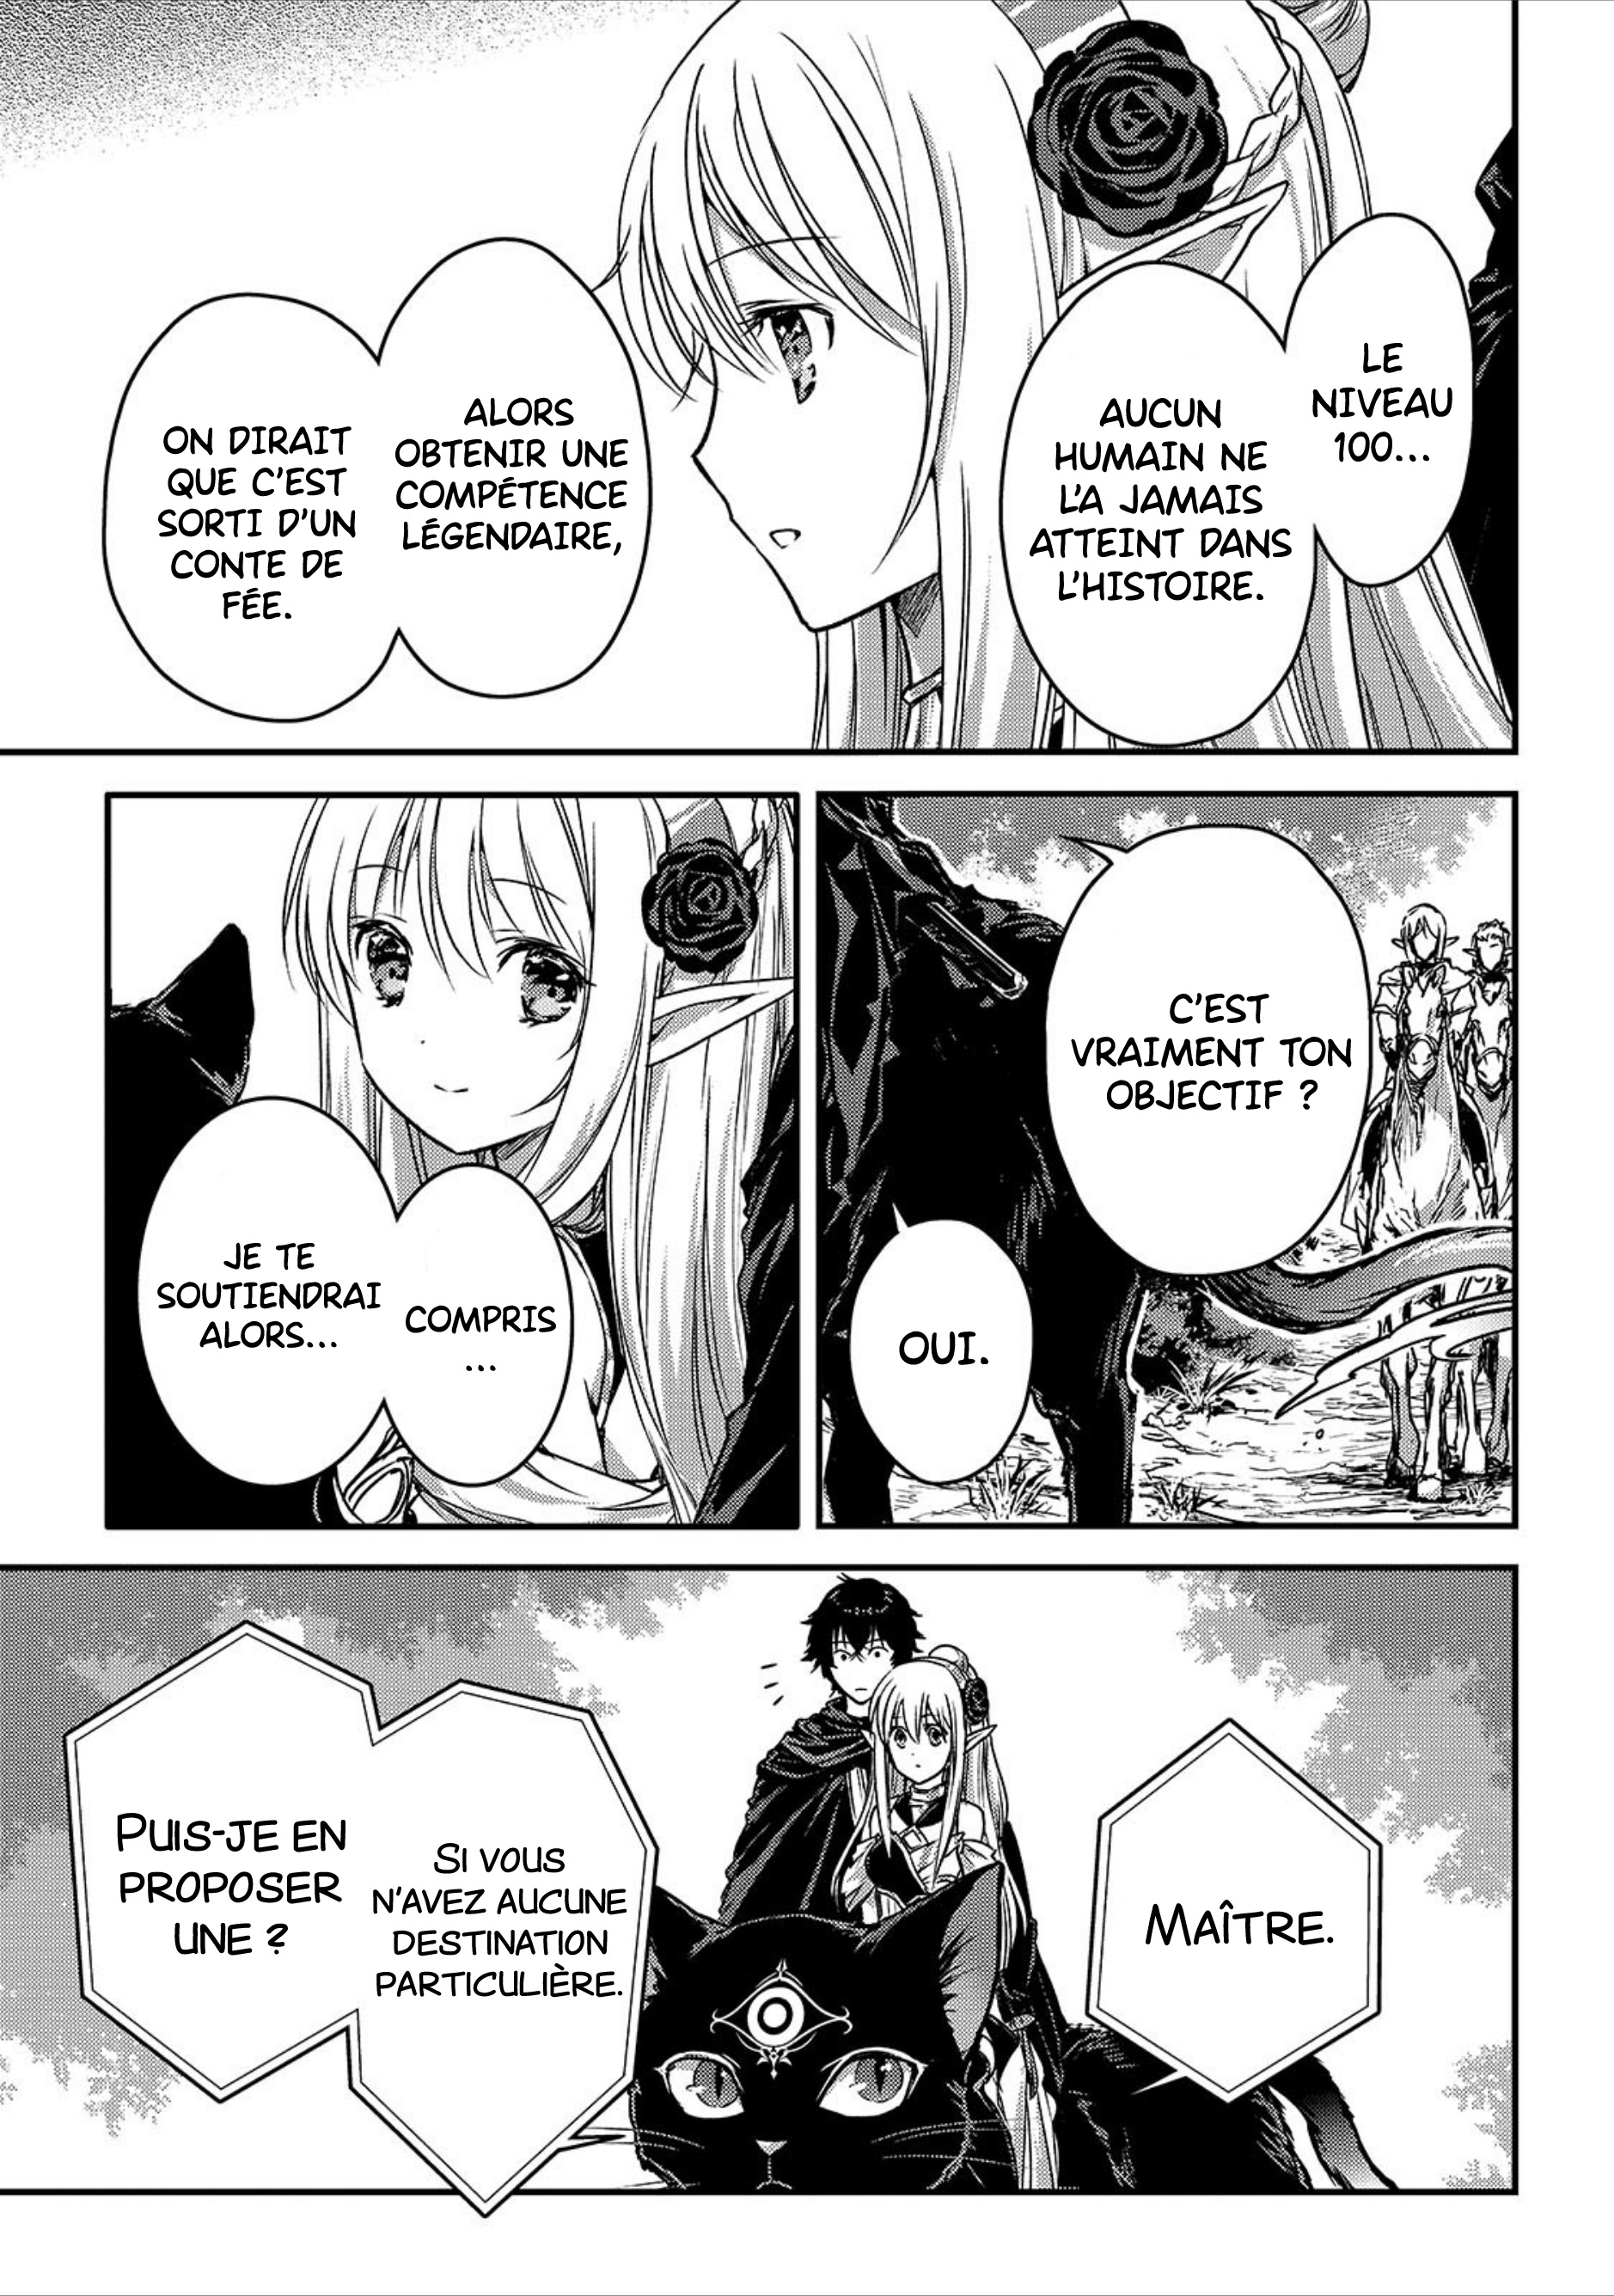 LE
NIVEAU
100...
AUCUN
HUMAIN NE
L'A JAMAIS
ATTEINT DANS
L'HISTOIRE.
ALORS
OBTENIR UNE
COMPÉTENCE
LÉGENDAIRE,
ON DIRAIT
QUE C'EST
SORTI D'UN
CONTE DE
FÉE.
C'EST
VRAIMENT TON
OBJECTIF ?
OUI.
COMPRIS
...
JE TE
SOUTIENDRAI
ALORS...
MAÎTRE.
SI VOUS
N'AVEZ AUCUNE
DESTINATION
PARTICULIÈRE.
PUIS-JE EN
PROPOSER
UNE ?